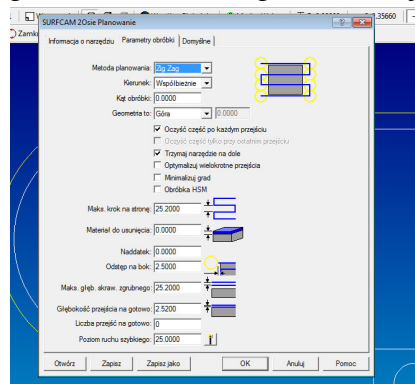 35660
SURFCAM 2Osie Planowanie
Zamk
Informacja o narzędziu Parametry obróbki Domyślne
Metoda planowania: Zig Zag
Kierunek: Współbieżnie
Kąt obróbki: 0.0000
Geometria to: Góra 0.0000
Oczyść część po każdym przejściu
Oczyść część tylko przy ostatnim przejściu
Trzymaj narzędzie na dole
Optymalizuj wielokrotne przejścia
Minimalizuj grad
Obróbka HSM
Maks. krok na stronę: 25.2000
Materiał do usunięcia: 0.0000
Naddatek: 0.0000
Odstęp na bok: 2.5000
Maks. głęb. skraw. zgrubnego: 25.2000
Głębokość przejścia na gotowo: 2.5200
Liczba przejść na gotowo: 0
Poziom ruchu szybkiego: 25.0000
Otwórz Zapisz Zapisz jako OK Anuluj Pomoc